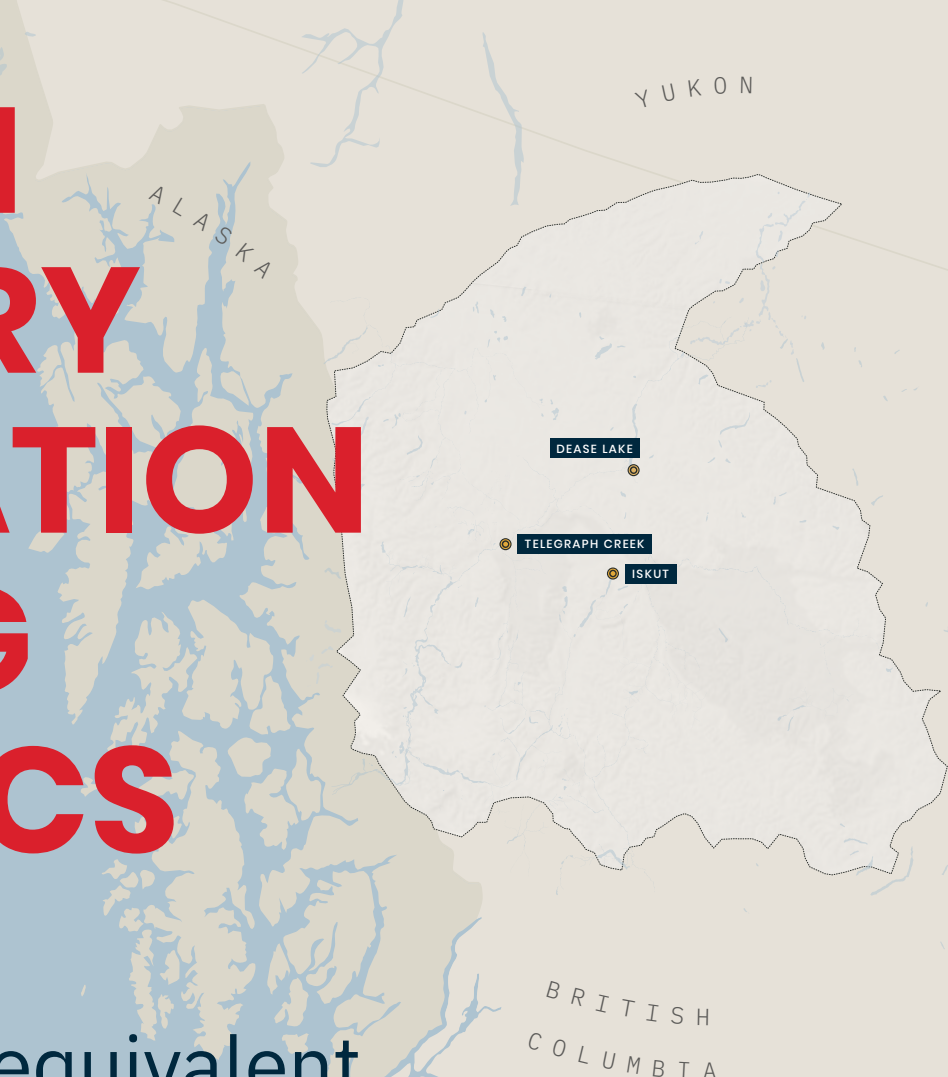 YUKON
ALASKA
RY
ATION
DEASE LAKE
TELEGRAPH CREEK
ISKUT
G
CS
BRITISH
COLUMBIA
equivalent